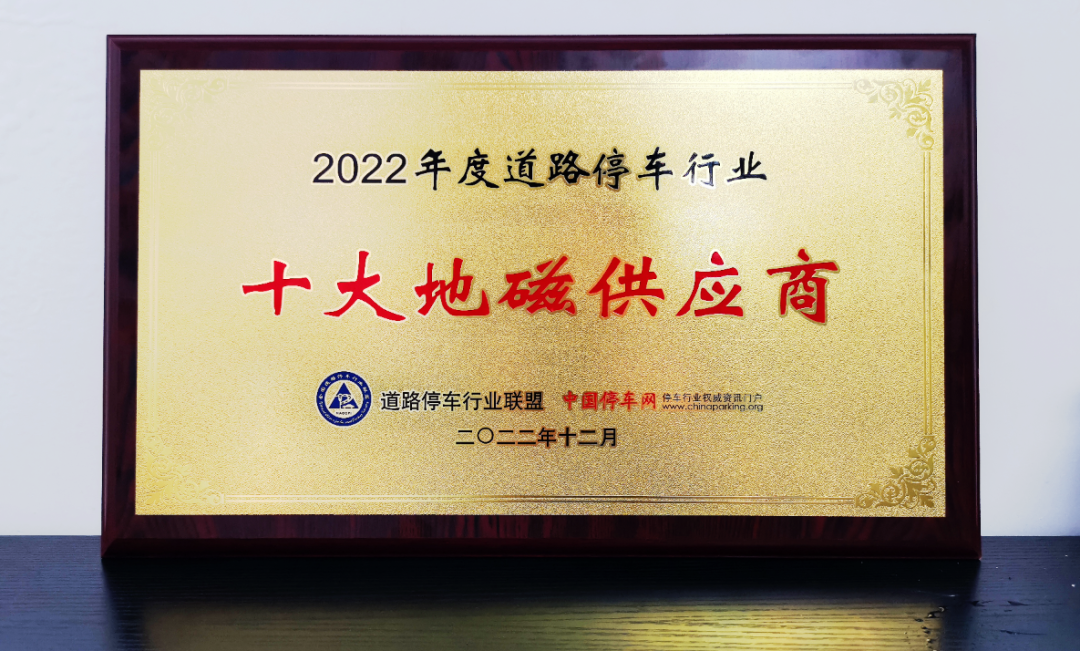 2022年度道路停车行业
十大地磁供应商
道路停车行业联盟 中国停车网 停车行业权威资讯门户
www.chinaparking.org
二〇二二年十二月